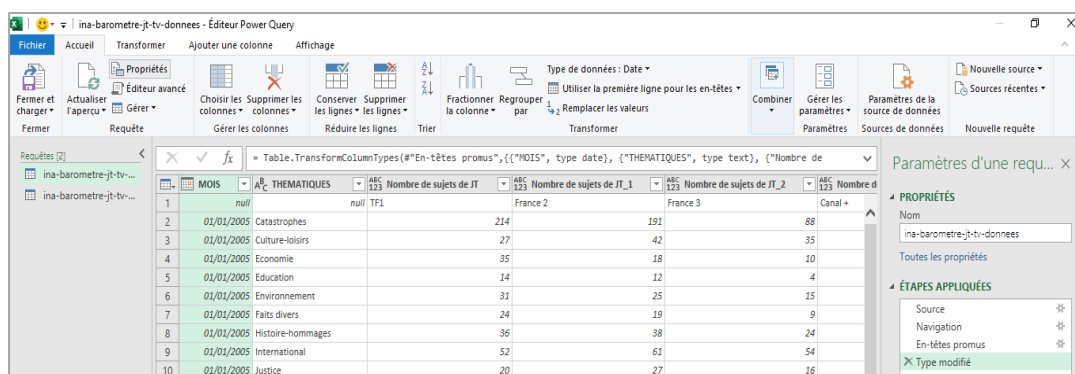 ina-barometre-jt-tv-donnees - Éditeur Power Query
Fichier Accueil Transformer Ajouter une colonne Affichage
Fermer et charger
Fermer
Actualiser l'aperçu
Propriétés
Éditeur avancé
Gérer
Requête
Choisir les colonnes
Supprimer les colonnes
Gérer les colonnes
Conserver les lignes
Supprimer les lignes
Réduire les lignes
Trier
Fractionner la colonne
Regrouper par
Type de données : Date
Utiliser la première ligne pour les en-têtes
1 2 Remplacer les valeurs
Transformer
Combiner
Gérer les paramètres
Paramètres
Paramètres de la source de données
Sources de données
Nouvelle source
Sources récentes
Nouvelle requête
Requêtes [2]
ina-barometre-jt-tv-...
ina-barometre-jt-tv-...
fx = Table.TransformColumnTypes(#"En-têtes promus",{{"MOIS", type date}, {"THEMATIQUES", type text}, {"Nombre de
MOIS ABC THEMATIQUES ABC 123 Nombre de sujets de JT ABC 123 Nombre de sujets de JT_1 ABC 123 Nombre de sujets de JT_2 ABC 123 Nombre d
1 null null TF1 France 2 France 3 Canal +
2 01/01/2005 Catastrophes 214 191 88
3 01/01/2005 Culture-loisirs 27 42 35
4 01/01/2005 Economie 35 18 10
5 01/01/2005 Education 14 12 4
6 01/01/2005 Environnement 31 25 15
7 01/01/2005 Faits divers 24 19 9
8 01/01/2005 Histoire-hommages 36 38 24
9 01/01/2005 International 52 61 54
10 01/01/2005 Justice 20 27 16
Paramètres d'une requ...
PROPRIÉTÉS
Nom
ina-barometre-jt-tv-donnees
Toutes les propriétés
ÉTAPES APPLIQUÉES
Source
Navigation
En-têtes promus
Type modifié